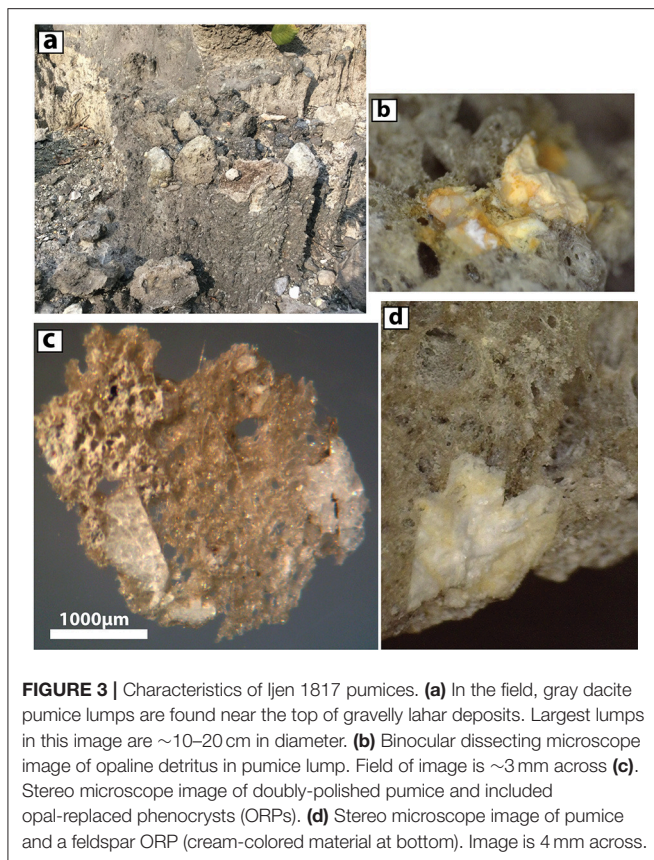 a
b
c
d
1000µm
FIGURE 3 | Characteristics of Ijen 1817 pumices. (a) In the field, gray dacite
pumice lumps are found near the top of gravelly lahar deposits. Largest lumps
in this image are ∼10–20 cm in diameter. (b) Binocular dissecting microscope
image of opaline detritus in pumice lump. Field of image is ∼3 mm across (c).
Stereo microscope image of doubly-polished pumice and included
opal-replaced phenocrysts (ORPs). (d) Stereo microscope image of pumice
and a feldspar ORP (cream-colored material at bottom). Image is 4 mm across.